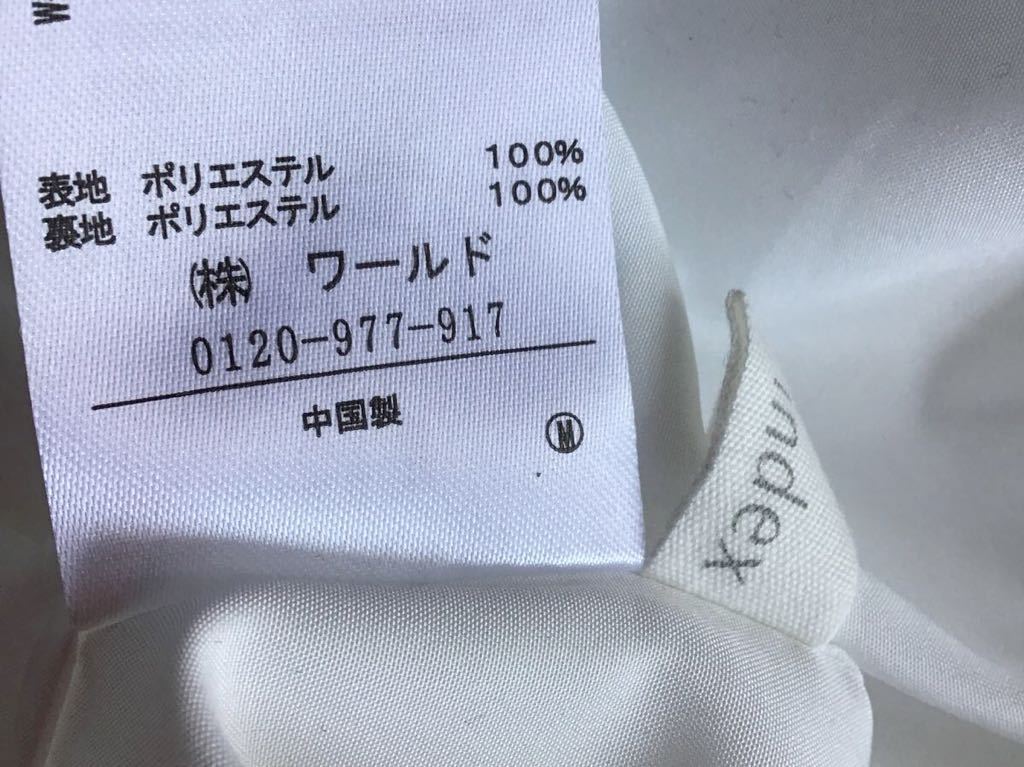 W
表地 ポリエステル 100%
裏地 ポリエステル 100%
㈱ ワールド
0120-977-917
中国製
Ⓜ
index